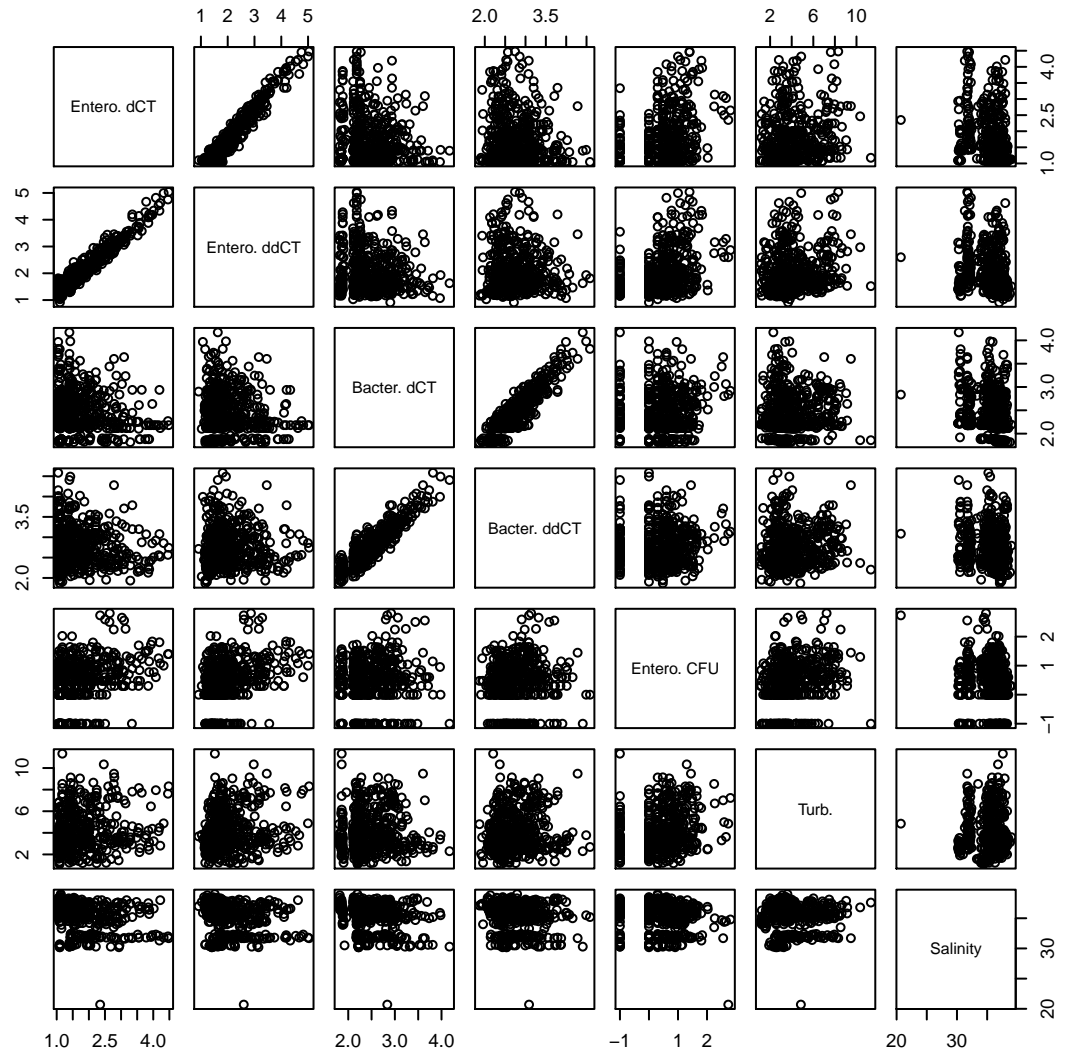 1 2 3 4 5
2.0 3.5
2 6 10
Entero. dCT
1.0 2.5 4.0
1 2 3 4 5
Entero. ddCT
Bacter. dCT
2.0 3.0 4.0
2.0 3.5
Bacter. ddCT
Entero. CFU
−1 1 2
2 6 10
Turb.
Salinity
20 30
1.0 2.5 4.0
2.0 3.0 4.0
−1 1 2
20 30